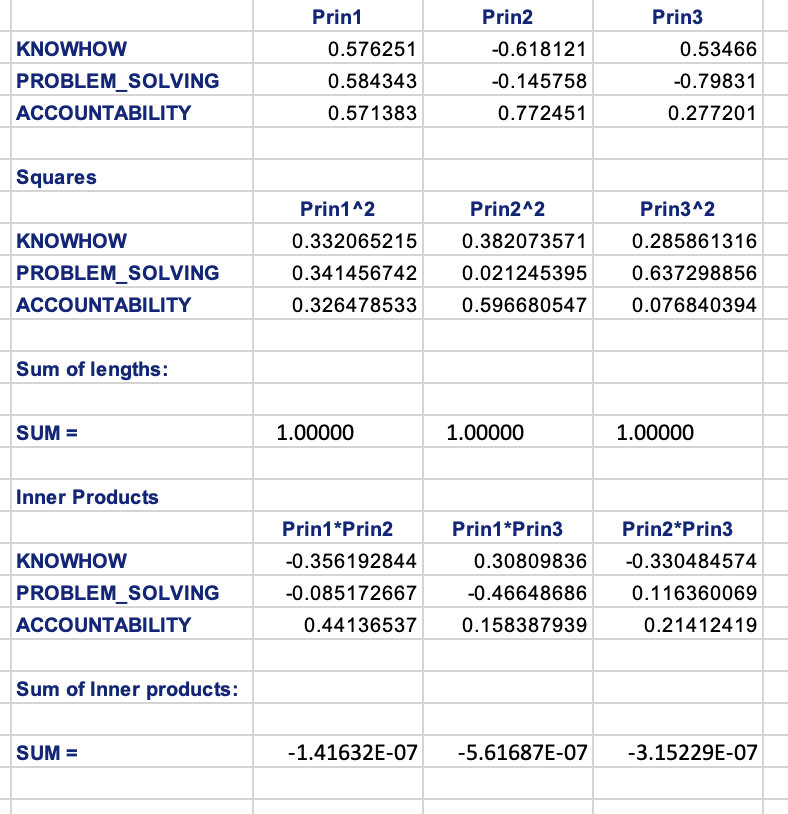 Prin1 Prin2 Prin3
KNOWHOW 0.576251 -0.618121 0.53466
PROBLEM_SOLVING 0.584343 -0.145758 -0.79831
ACCOUNTABILITY 0.571383 0.772451 0.277201
Squares
Prin1^2 Prin2^2 Prin3^2
KNOWHOW 0.332065215 0.382073571 0.285861316
PROBLEM_SOLVING 0.341456742 0.021245395 0.637298856
ACCOUNTABILITY 0.326478533 0.596680547 0.076840394
Sum of lengths:
SUM = 1.00000 1.00000 1.00000
Inner Products
Prin1*Prin2 Prin1*Prin3 Prin2*Prin3
KNOWHOW -0.356192844 0.30809836 -0.330484574
PROBLEM_SOLVING -0.085172667 -0.46648686 0.116360069
ACCOUNTABILITY 0.44136537 0.158387939 0.21412419
Sum of Inner products:
SUM = -1.41632E-07 -5.61687E-07 -3.15229E-07